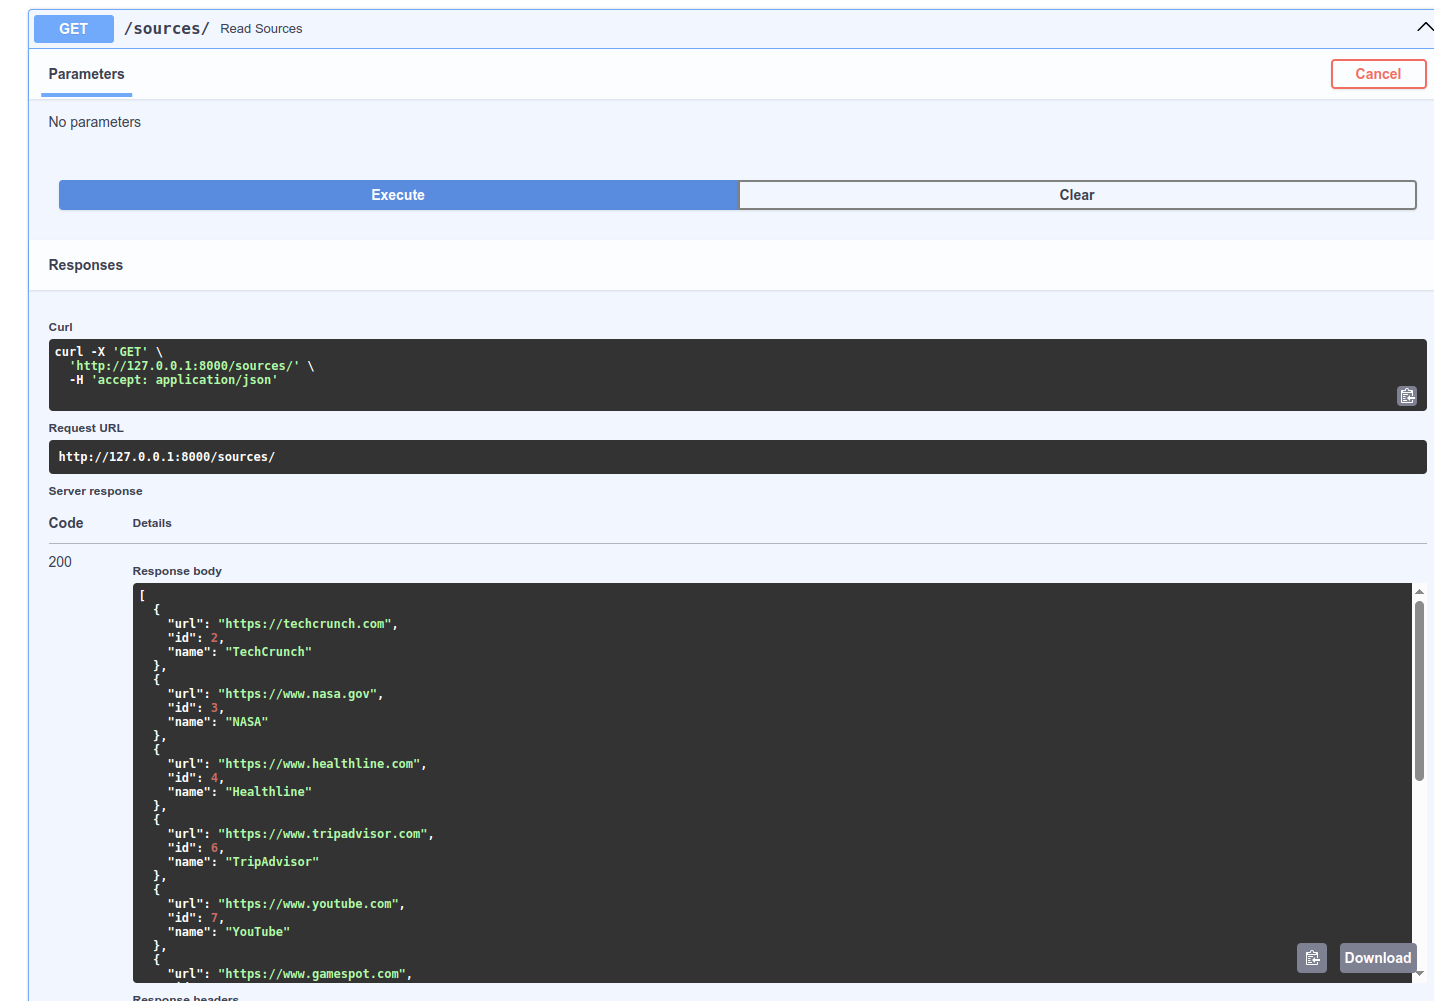 GET /sources/ Read Sources
Parameters
Cancel
No parameters
Execute
Clear
Responses
Curl
curl -X 'GET' \
  'http://127.0.0.1:8000/sources/' \
  -H 'accept: application/json'
Request URL
http://127.0.0.1:8000/sources/
Server response
Code Details
200
Response body
[
  {
    "url": "https://techcrunch.com",
    "id": 2,
    "name": "TechCrunch"
  },
  {
    "url": "https://www.nasa.gov",
    "id": 3,
    "name": "NASA"
  },
  {
    "url": "https://www.healthline.com",
    "id": 4,
    "name": "Healthline"
  },
  {
    "url": "https://www.tripadvisor.com",
    "id": 6,
    "name": "TripAdvisor"
  },
  {
    "url": "https://www.youtube.com",
    "id": 7,
    "name": "YouTube"
  },
  {
    "url": "https://www.gamespot.com",
Download
Response headers